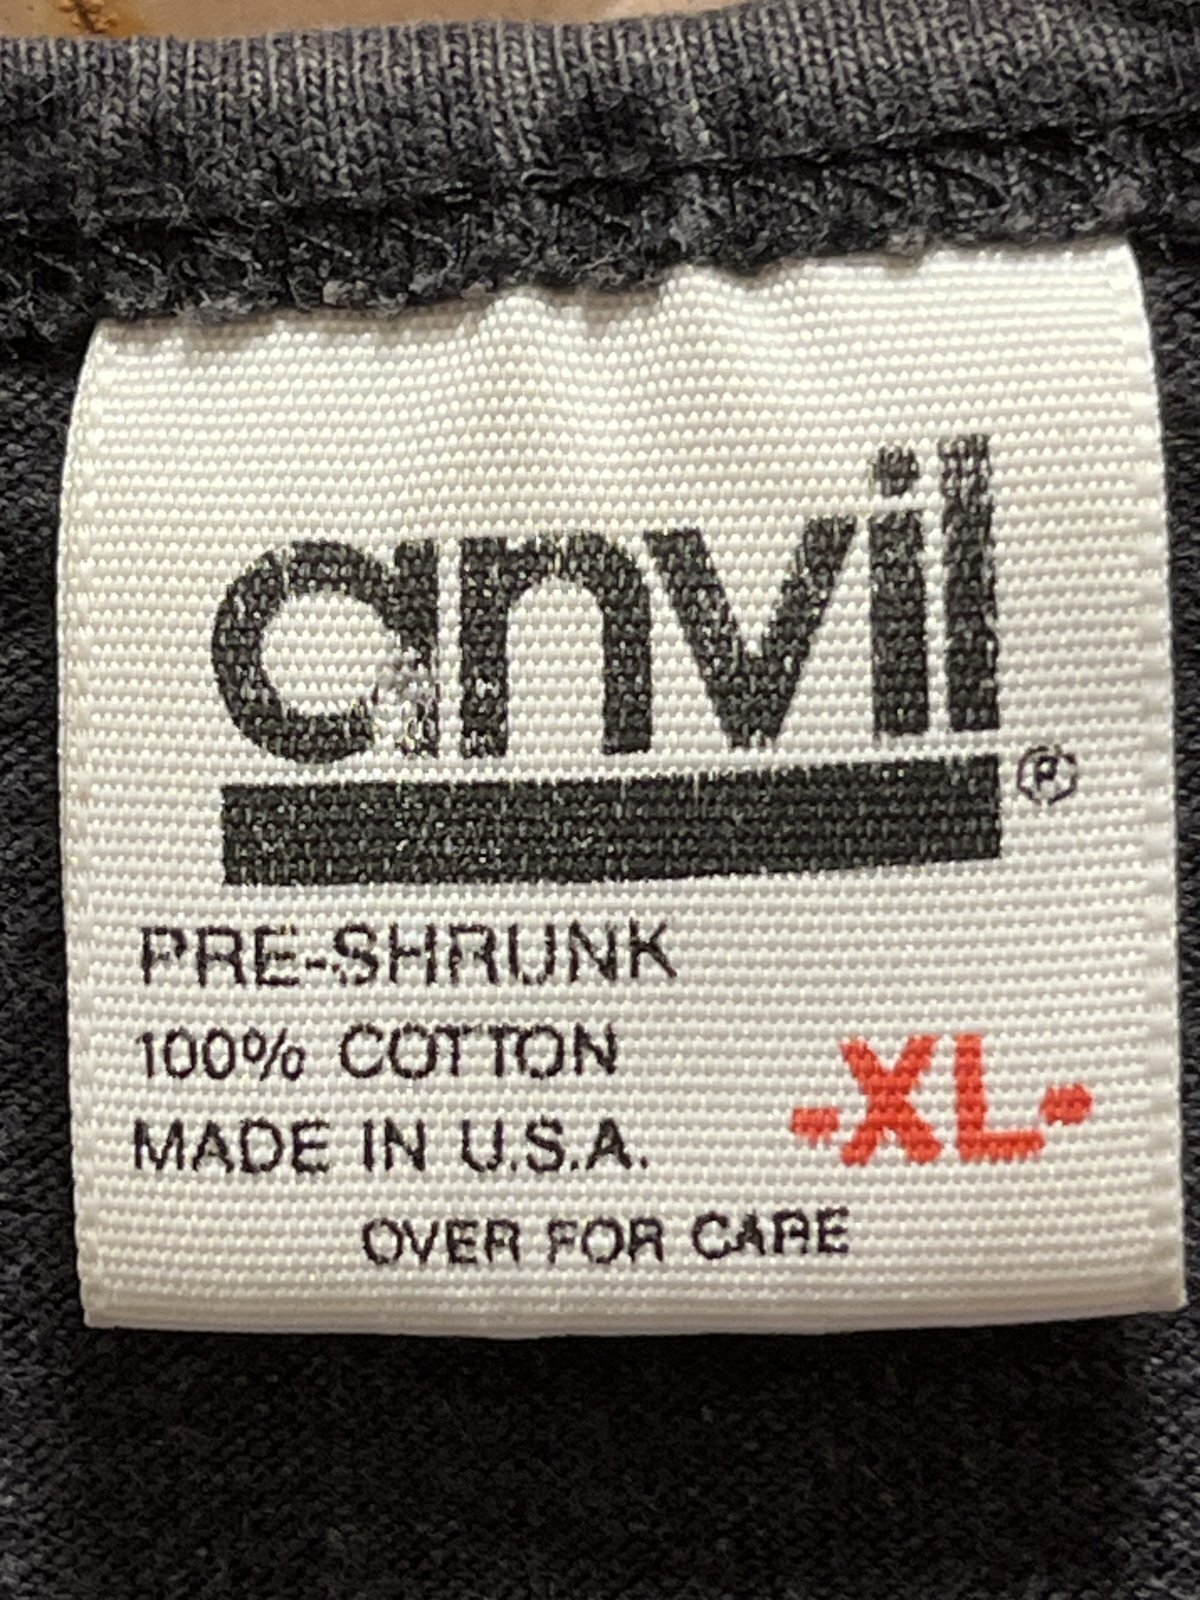 anvil®
PRE-SHRUNK
100% COTTON
MADE IN U.S.A.
-XL-
OVER FOR CARE